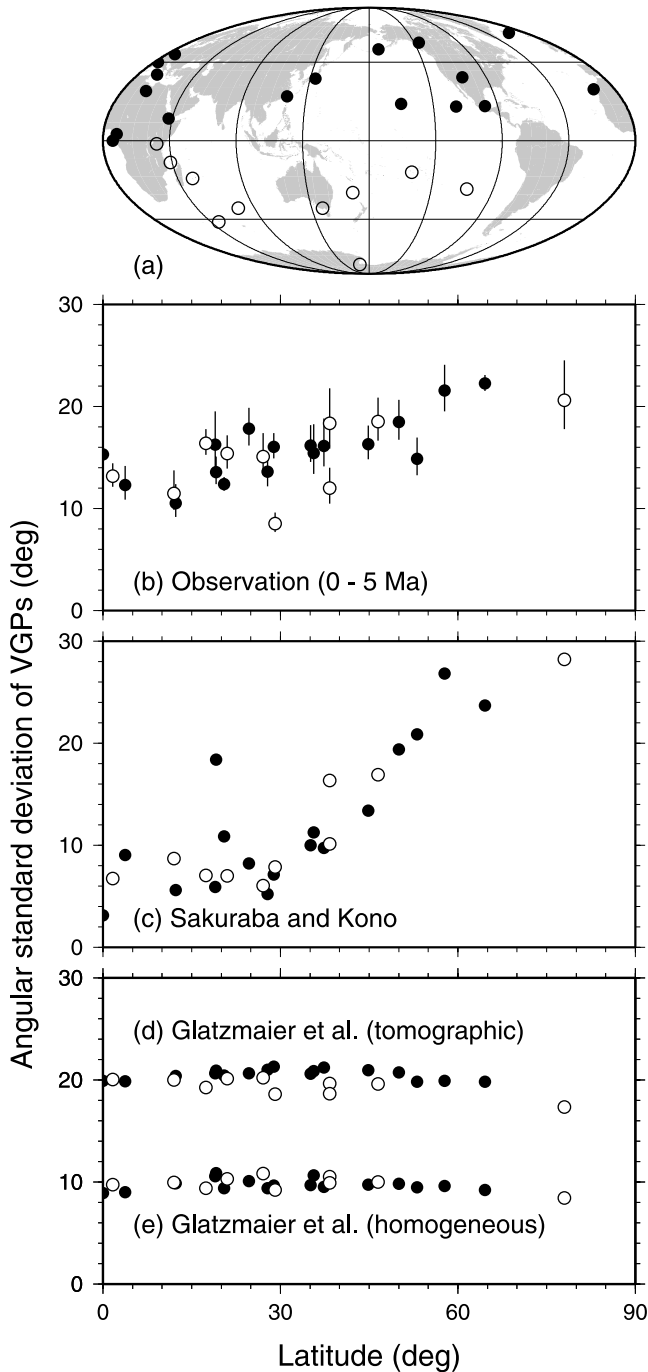 (a)
30
20
10
0
(b) Observation (0 - 5 Ma)
30
20
10
0
(c) Sakuraba and Kono
30
20
10
0
(d) Glatzmaier et al. (tomographic)
(e) Glatzmaier et al. (homogeneous)
0
30
60
90
Latitude (deg)
Angular standard deviation of VGPs (deg)